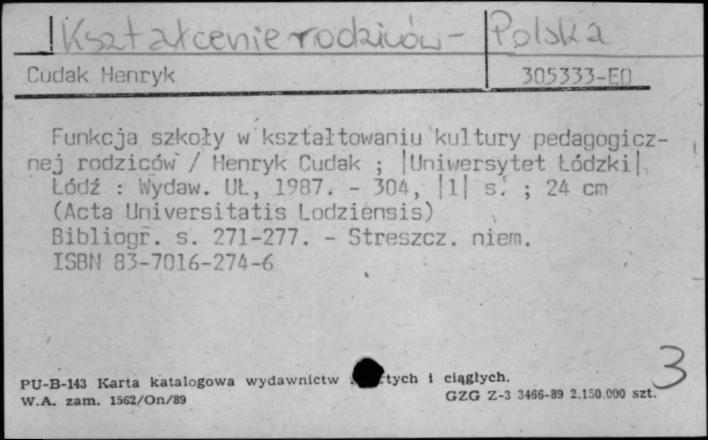 Kształcenie rodziców - Polska
Cudak Henryk 305333-EO
Funkcja szkoły w kształtowaniu kultury pedagogicz-
nej rodziców / Henryk Cudak ; |Uniwersytet Łódzki|.
Łódź : Wydaw. UŁ, 1987. - 304, |1| s. ; 24 cm
(Acta Universitatis Lodziensis)
Bibliogr. s. 271-277. - Streszcz. niem.
ISBN 83-7016-274-6
3
PU-B-143 Karta katalogowa wydawnictw tych i ciągłych.
W.A. zam. 1562/On/89 GZG Z-3 3466-89 2.150.000 szt.